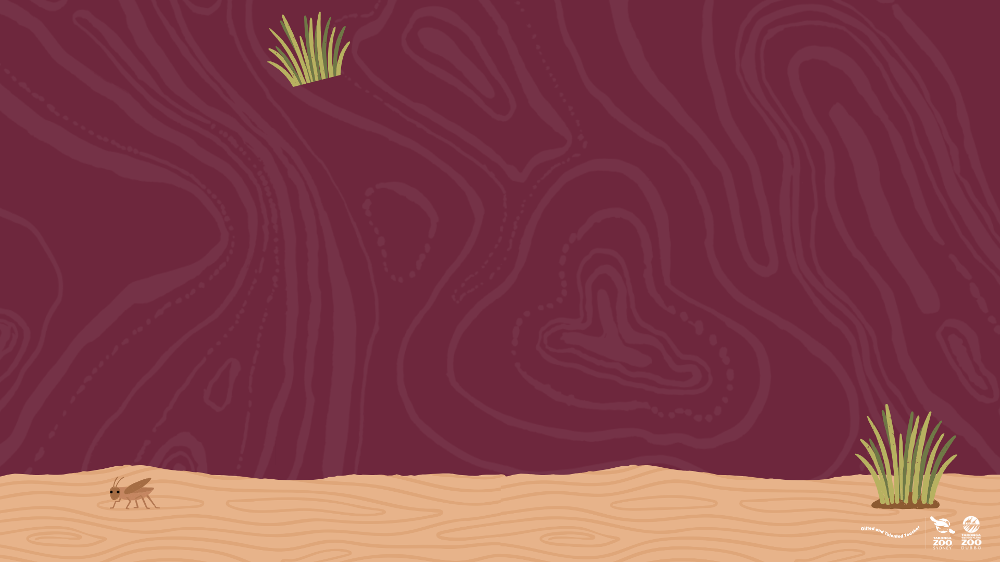 Gifted and Talented Teacher
TARONGA
ZOO
SYDNEY
TARONGA
WESTERN PLAINS
ZOO
DUBBO